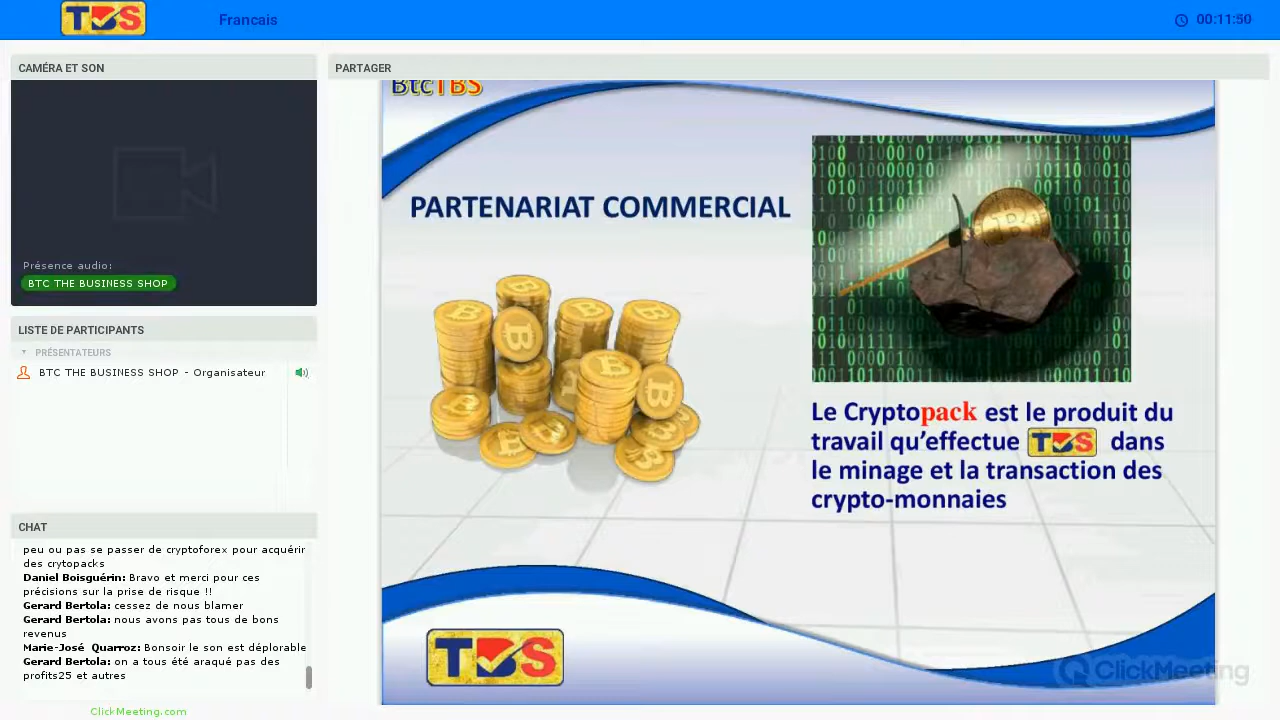 TBS
Francais
00:11:50
CAMÉRA ET SON
Présence audio:
BTC THE BUSINESS SHOP
LISTE DE PARTICIPANTS
PRÉSENTATEURS
BTC THE BUSINESS SHOP - Organisateur
CHAT
peu ou pas se passer de cryptoforex pour acquérir
des crytopacks
Daniel Boisguérin: Bravo et merci pour ces
précisions sur la prise de risque !!
Gerard Bertola: cessez de nous blamer
Gerard Bertola: nous avons pas tous de bons
revenus
Marie-José Quarroz: Bonsoir le son est déplorable
Gerard Bertola: on a tous été araqué pas des
profits25 et autres
ClickMeeting.com
PARTAGER
BtcTBS
PARTENARIAT COMMERCIAL
Le Cryptopack est le produit du
travail qu’effectue TBS dans
le minage et la transaction des
crypto-monnaies
TBS
ClickMeeting